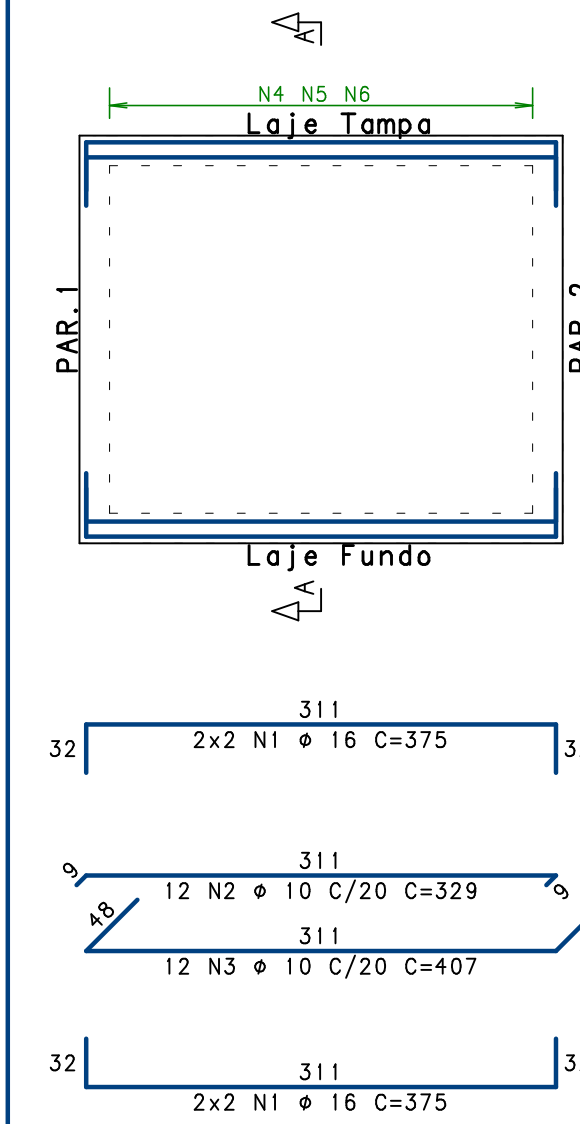 A
N4 N5 N6
Laje Tampa
PAR. 1
Laje Fundo
A
311
32
2x2 N1 ϕ 16 C=375
311
9
12 N2 ϕ 10 C/20 C=329
9
48
311
12 N3 ϕ 10 C/20 C=407
32
311
2x2 N1 ϕ 16 C=375